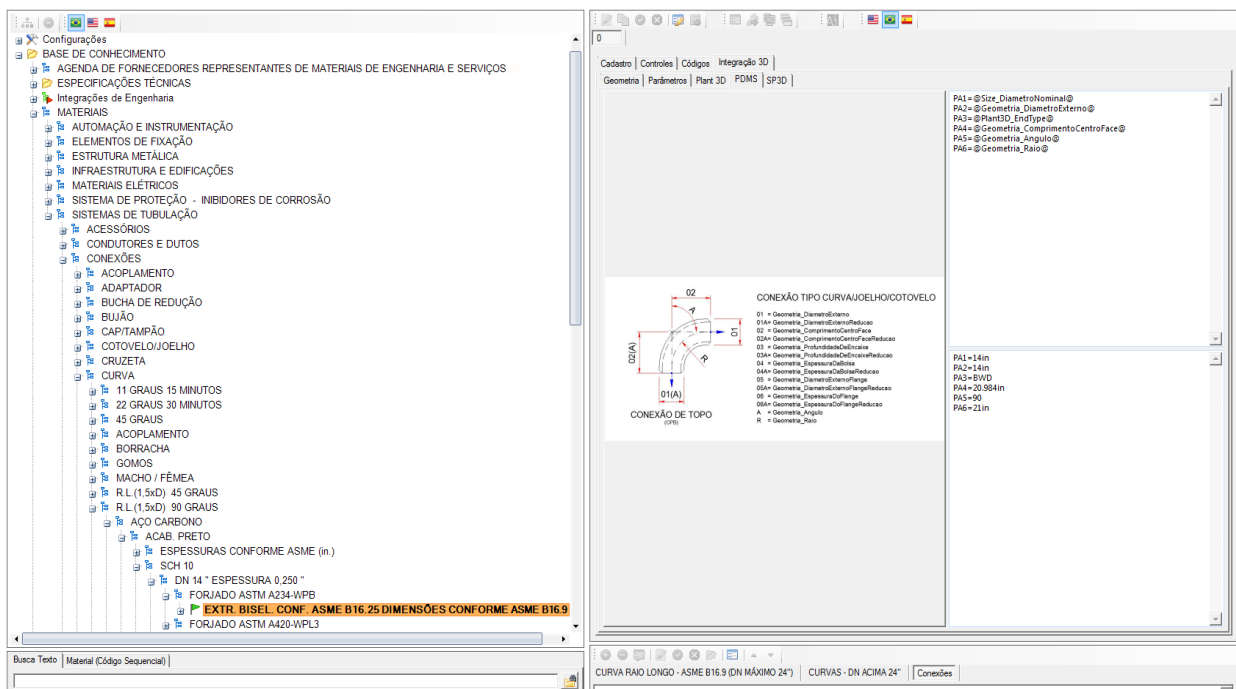 Configurações
BASE DE CONHECIMENTO
AGENDA DE FORNECEDORES REPRESENTANTES DE MATERIAIS DE ENGENHARIA E SERVIÇOS
ESPECIFICAÇÕES TÉCNICAS
Integrações de Engenharia
MATERIAIS
AUTOMAÇÃO E INSTRUMENTAÇÃO
ELEMENTOS DE FIXAÇÃO
ESTRUTURA METÁLICA
INFRAESTRUTURA E EDIFICAÇÕES
MATERIAIS ELÉTRICOS
SISTEMA DE PROTEÇÃO - INIBIDORES DE CORROSÃO
SISTEMAS DE TUBULAÇÃO
ACESSÓRIOS
CONDUTORES E DUTOS
CONEXÕES
ACOPLAMENTO
ADAPTADOR
BUCHA DE REDUÇÃO
BUJÃO
CAP/TAMPÃO
COTOVELO/JOELHO
CRUZETA
CURVA
11 GRAUS 15 MINUTOS
22 GRAUS 30 MINUTOS
45 GRAUS
ACOPLAMENTO
BORRACHA
GOMOS
MACHO / FÊMEA
R.L.(1,5xD) 45 GRAUS
R.L.(1,5xD) 90 GRAUS
AÇO CARBONO
ACAB. PRETO
ESPESSURAS CONFORME ASME (in.)
SCH 10
DN 14 " ESPESSURA 0,250 "
FORJADO ASTM A234-WPB
EXTR. BISEL. CONF. ASME B16.25 DIMENSÕES CONFORME ASME B16.9
FORJADO ASTM A420-WPL3
Busca Texto Material (Código Sequencial)
0
Cadastro Controles Códigos Integração 3D
Geometria Parâmetros Plant 3D PDMS SP3D
02
A
01
02(A)
R
01(A)
CONEXÃO DE TOPO
(CPB)
CONEXÃO TIPO CURVA/JOELHO/COTOVELO
01 = Geometria_DiametroExterno
01A= Geometria_DiametroExternoReducao
02 = Geometria_ComprimentoCentroFace
02A= Geometria_ComprimentoCentroFaceReducao
03 = Geometria_ProfundidadeDeEncaixe
03A= Geometria_ProfundidadeDeEncaixeReducao
04 = Geometria_EspessuraDaBolsa
04A= Geometria_EspessuraDaBolsaReducao
05 = Geometria_DiametroExternoFlange
05A= Geometria_DiametroExternoFlangeReducao
06 = Geometria_EspessuraDoFlange
06A= Geometria_EspessuraDoFlangeReducao
A = Geometria_Angulo
R = Geometria_Raio
PA1=@Size_DiametroNominal@
PA2=@Geometria_DiametroExterno@
PA3=@Plant3D_EndType@
PA4=@Geometria_ComprimentoCentroFace@
PA5=@Geometria_Angulo@
PA6=@Geometria_Raio@
PA1=14in
PA2=14in
PA3=BWD
PA4=20.984in
PA5=90
PA6=21in
CURVA RAIO LONGO - ASME B16.9 (DN MÁXIMO 24") CURVAS - DN ACIMA 24" Conexões